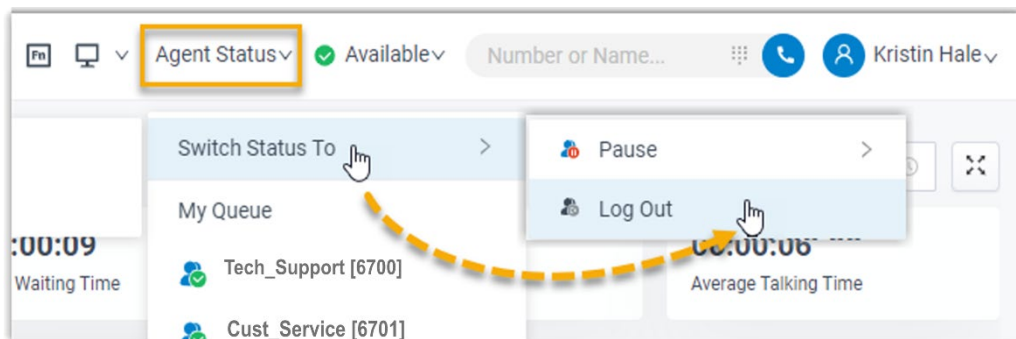 Fn
Agent Status
Available
Number or Name...
Kristin Hale
Switch Status To
Pause
My Queue
Log Out
:00:09
Waiting Time
Tech_Support [6700]
Cust_Service [6701]
00:00:06
Average Talking Time